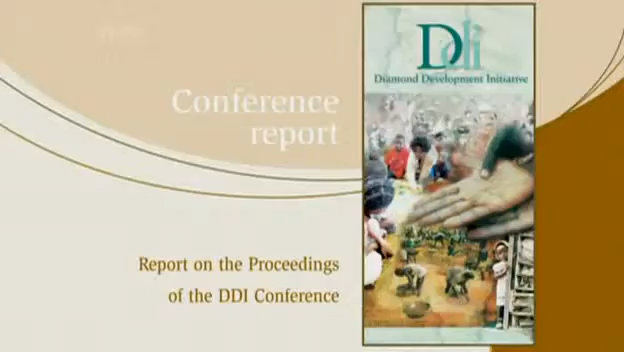 Conference
report
Ddi
Diamond Development Initiative
Report on the Proceedings
of the DDI Conference